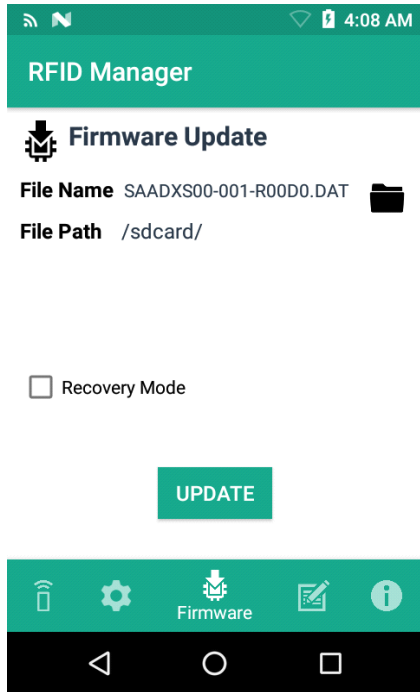 4:08 AM
RFID Manager
Firmware Update
File Name SAADXS00-001-R00D0.DAT
File Path /sdcard/
Recovery Mode
UPDATE
Firmware